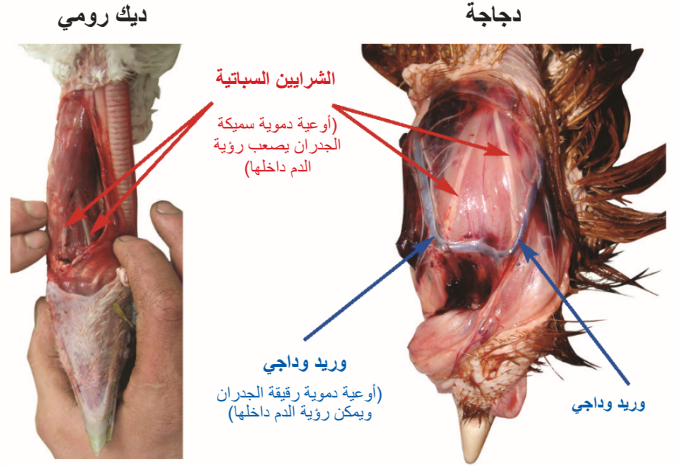 دجاجة
ديك رومي
الشرايين السباتية
(أوعية دموية سميكة
الجدران يصعب رؤية
الدم داخلها)
وريد وداجي
(أوعية دموية رقيقة الجدران
ويمكن رؤية الدم داخلها)
وريد وداجي